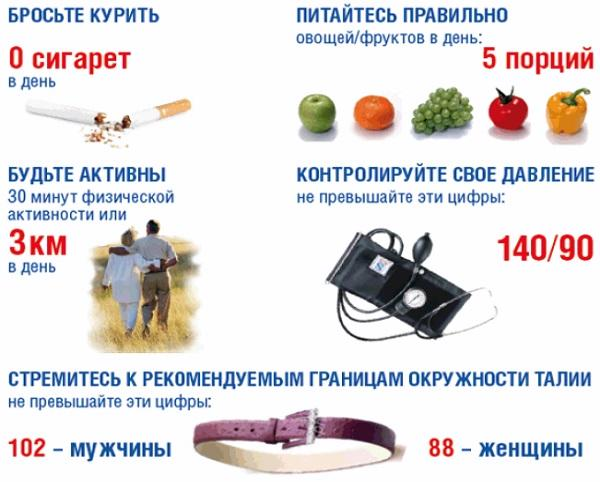 БРОСЬТЕ КУРИТЬ
0 сигарет
в день
ПИТАЙТЕСЬ ПРАВИЛЬНО
овощей/фруктов в день:
5 порций
БУДЬТЕ АКТИВНЫ
30 минут физической
активности или
3км
в день
КОНТРОЛИРУЙТЕ СВОЕ ДАВЛЕНИЕ
не превышайте эти цифры:
140/90
СТРЕМИТЕСЬ К РЕКОМЕНДУЕМЫМ ГРАНИЦАМ ОКРУЖНОСТИ ТАЛИИ
не превышайте эти цифры:
102 – мужчины
88 – женщины